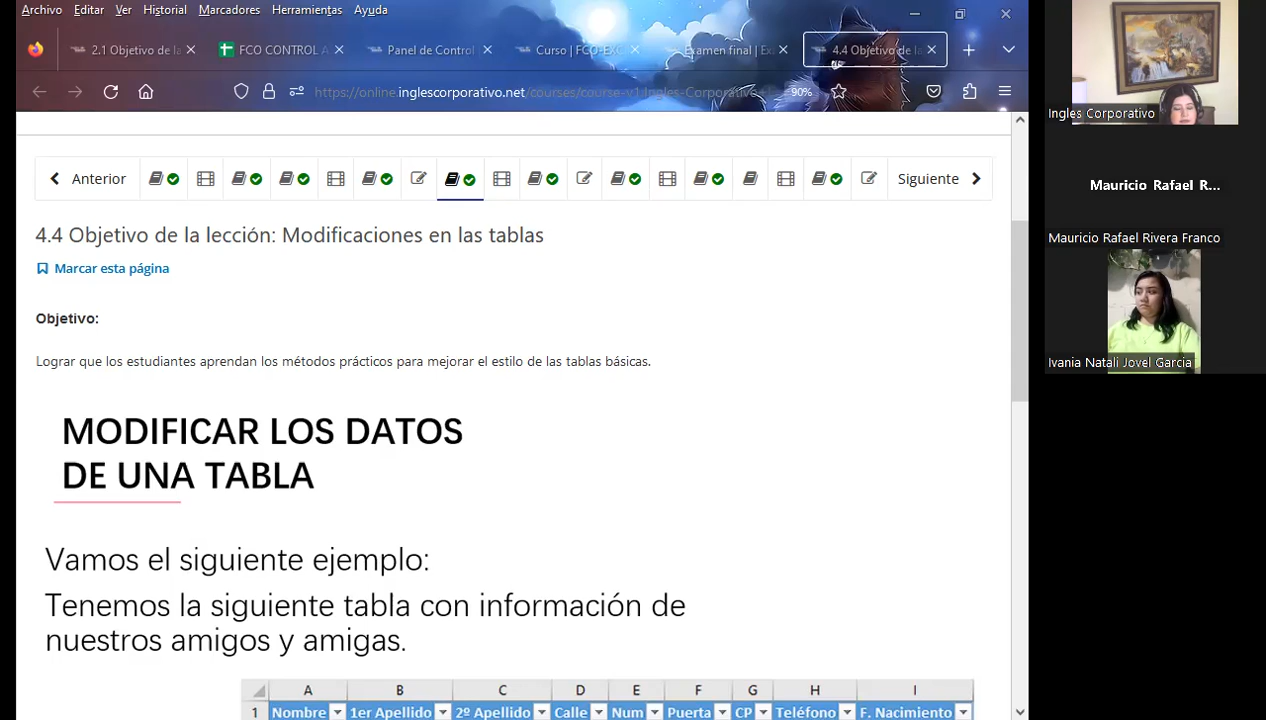 Archivo Editar Ver Historial Marcadores Herramientas Ayuda
2.1 Objetivo de la FCO CONTROL A Panel de Control Curso | FCO-EXC Examen final | Exa 4.4 Objetivo de la
https://online.inglescorporativo.net/courses/course-v1:Ingles-Corporativo+ 90%
Anterior Siguiente
4.4 Objetivo de la lección: Modificaciones en las tablas
Marcar esta página
Objetivo:
Lograr que los estudiantes aprendan los métodos prácticos para mejorar el estilo de las tablas básicas.
MODIFICAR LOS DATOS
DE UNA TABLA
Vamos el siguiente ejemplo:
Tenemos la siguiente tabla con información de
nuestros amigos y amigas.
A B C D E F G H I
1 Nombre 1er Apellido 2º Apellido Calle Num Puerta CP Teléfono F. Nacimiento
Ingles Corporativo
Mauricio Rafael R...
Mauricio Rafael Rivera Franco
Ivania Natali Jovel Garcia